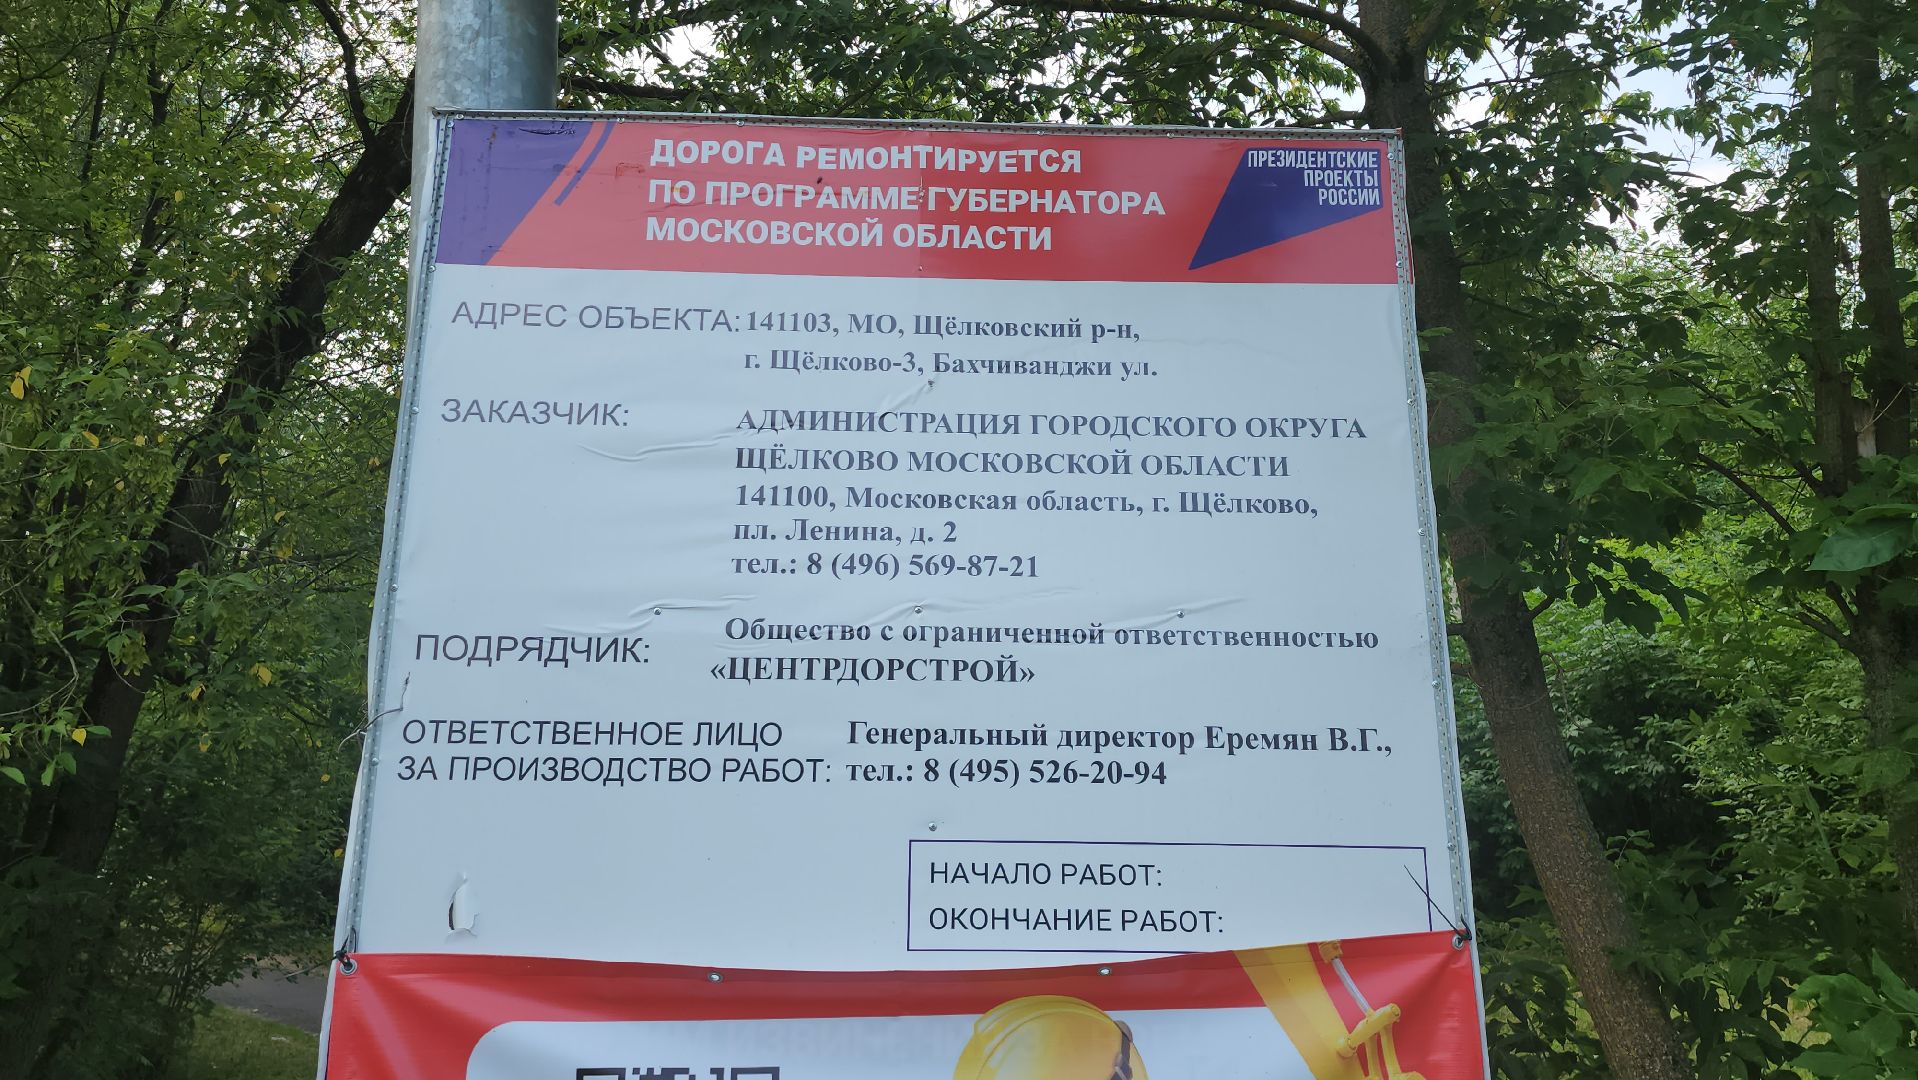 ДОРОГА РЕМОНТИРУЕТСЯ
ПО ПРОГРАММЕ ГУБЕРНАТОРА
МОСКОВСКОЙ ОБЛАСТИ
ПРЕЗИДЕНТСКИЕ
ПРОЕКТЫ
РОССИИ
АДРЕС ОБЪЕКТА: 141103, МО, Щёлковский р-н,
г. Щёлково-3, Бахчиванджи ул.
ЗАКАЗЧИК: АДМИНИСТРАЦИЯ ГОРОДСКОГО ОКРУГА
ЩЁЛКОВО МОСКОВСКОЙ ОБЛАСТИ
141100, Московская область, г. Щёлково,
пл. Ленина, д. 2
тел.: 8 (496) 569-87-21
ПОДРЯДЧИК: Общество с ограниченной ответственностью
«ЦЕНТРДОРСТРОЙ»
ОТВЕТСТВЕННОЕ ЛИЦО Генеральный директор Еремян В.Г.,
ЗА ПРОИЗВОДСТВО РАБОТ: тел.: 8 (495) 526-20-94
НАЧАЛО РАБОТ:
ОКОНЧАНИЕ РАБОТ: